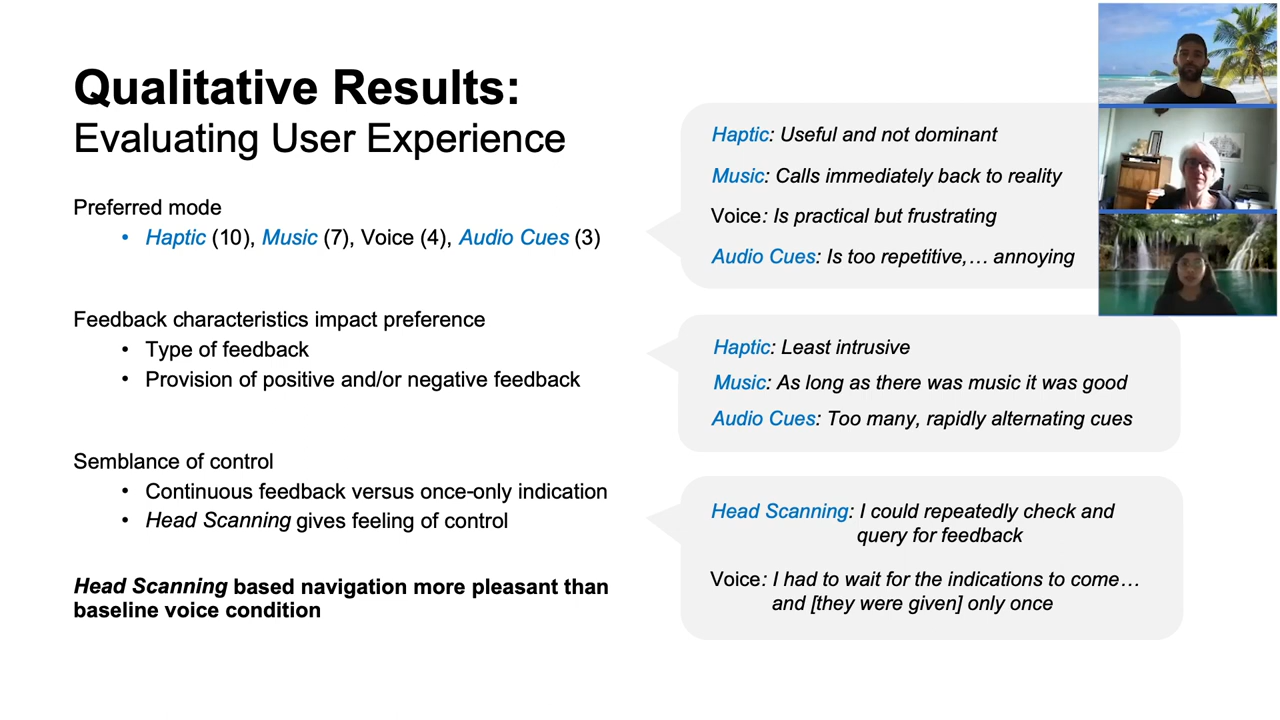 Qualitative Results:
Evaluating User Experience
Preferred mode
• Haptic (10), Music (7), Voice (4), Audio Cues (3)
Feedback characteristics impact preference
• Type of feedback
• Provision of positive and/or negative feedback
Semblance of control
• Continuous feedback versus once-only indication
• Head Scanning gives feeling of control
Head Scanning based navigation more pleasant than
baseline voice condition
Haptic: Useful and not dominant
Music: Calls immediately back to reality
Voice: Is practical but frustrating
Audio Cues: Is too repetitive,… annoying
Haptic: Least intrusive
Music: As long as there was music it was good
Audio Cues: Too many, rapidly alternating cues
Head Scanning: I could repeatedly check and
query for feedback
Voice: I had to wait for the indications to come…
and [they were given] only once